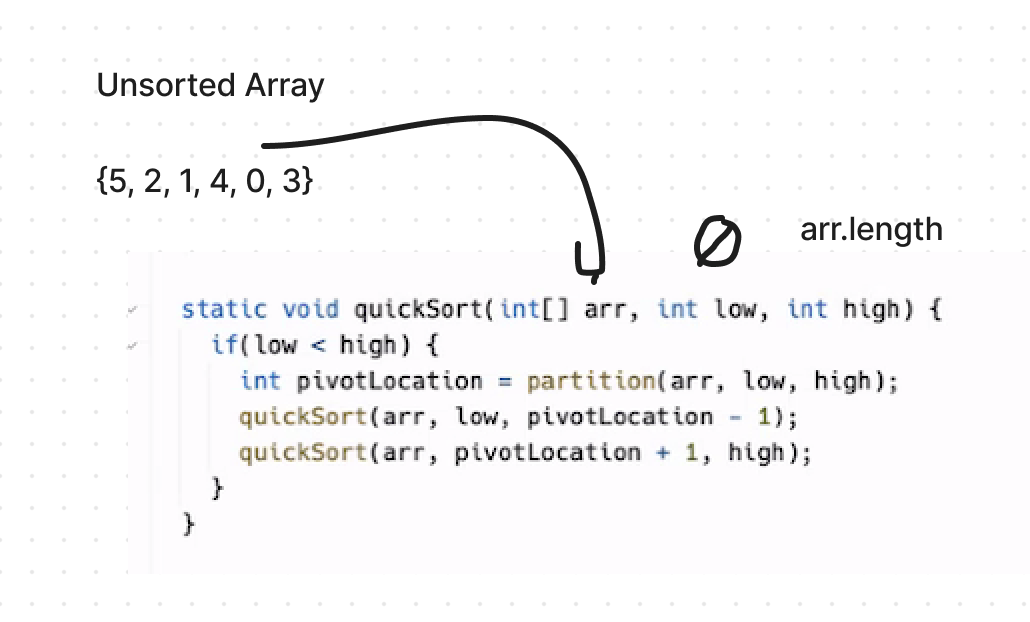 Unsorted Array
{5, 2, 1, 4, 0, 3}
0 arr.length
static void quickSort(int[] arr, int low, int high) {
if(low < high) {
int pivotLocation = partition(arr, low, high);
quickSort(arr, low, pivotLocation - 1);
quickSort(arr, pivotLocation + 1, high);
}
}